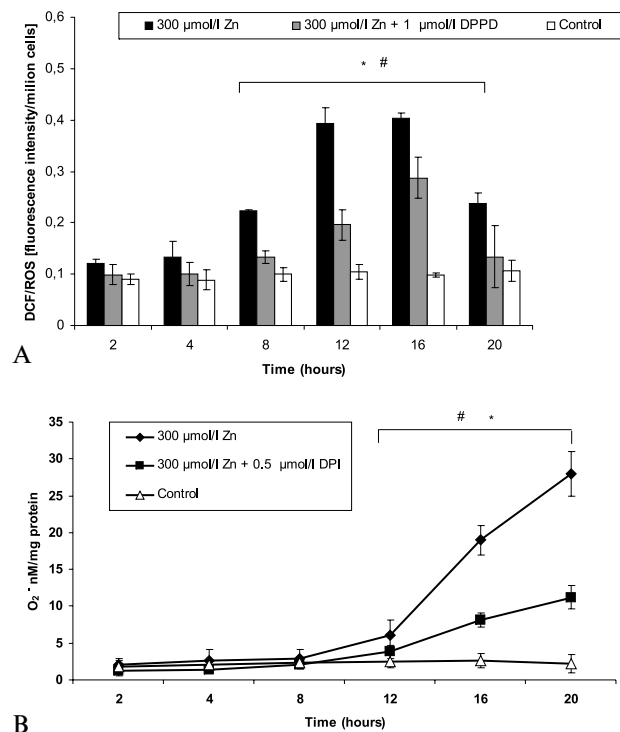 300 µmol/l Zn 300 µmol/l Zn + 1 µmol/l DPPD Control
* #
DCF/ROS [fluorescence intensity/milion cells]
0,6
0,5
0,4
0,3
0,2
0,1
0
2 4 8 12 16 20
Time (hours)
A
300 µmol/l Zn
300 µmol/l Zn + 0.5 µmol/l DPI
Control
# *
O₂⁻ nM/mg protein
35
30
25
20
15
10
5
0
2 4 8 12 16 20
Time (hours)
B